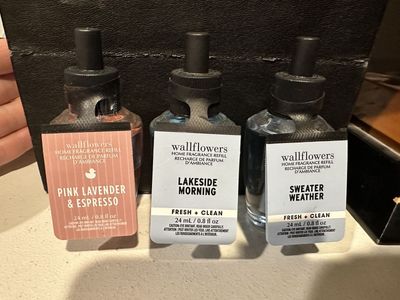 wallflowers
HOME FRAGRANCE REFILL
RECHARGE DE PARFUM
D'AMBIANCE
PINK LAVENDER
& ESPRESSO
24 mL / 0.8 fl oz
wallflowers
HOME FRAGRANCE REFILL
RECHARGE DE PARFUM
D'AMBIANCE
LAKESIDE
MORNING
FRESH + CLEAN
24 mL / 0.8 fl oz
wallflowers
HOME FRAGRANCE REFILL
RECHARGE DE PARFUM
D'AMBIANCE
SWEATER
WEATHER
FRESH + CLEAN
24 mL / 0.8 fl oz